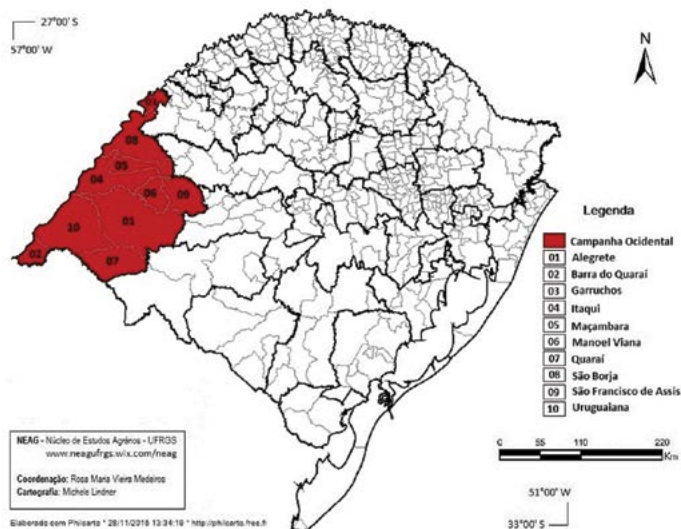 27°00' S
57°00' W
N
03
08
05
04
06
09
10
01
02
07
Legenda
Campanha Ocidental
01 Alegrete
02 Barra do Quaraí
03 Garruchos
04 Itaqui
05 Maçambara
06 Manoel Viana
07 Quaraí
08 São Borja
09 São Francisco de Assis
10 Uruguaiana
NEAG - Núcleo de Estudos Agrários - UFRGS
www.neagufrgs.wix.com/neag
Coordenação: Rosa Maria Vieira Medeiros
Cartografia: Michele Lindner
0 55 110 220
Km
51°00' W
33°00' S
Elaborado com Philcarto * 28/11/2015 13:34:19 * http://philcarto.free.fr